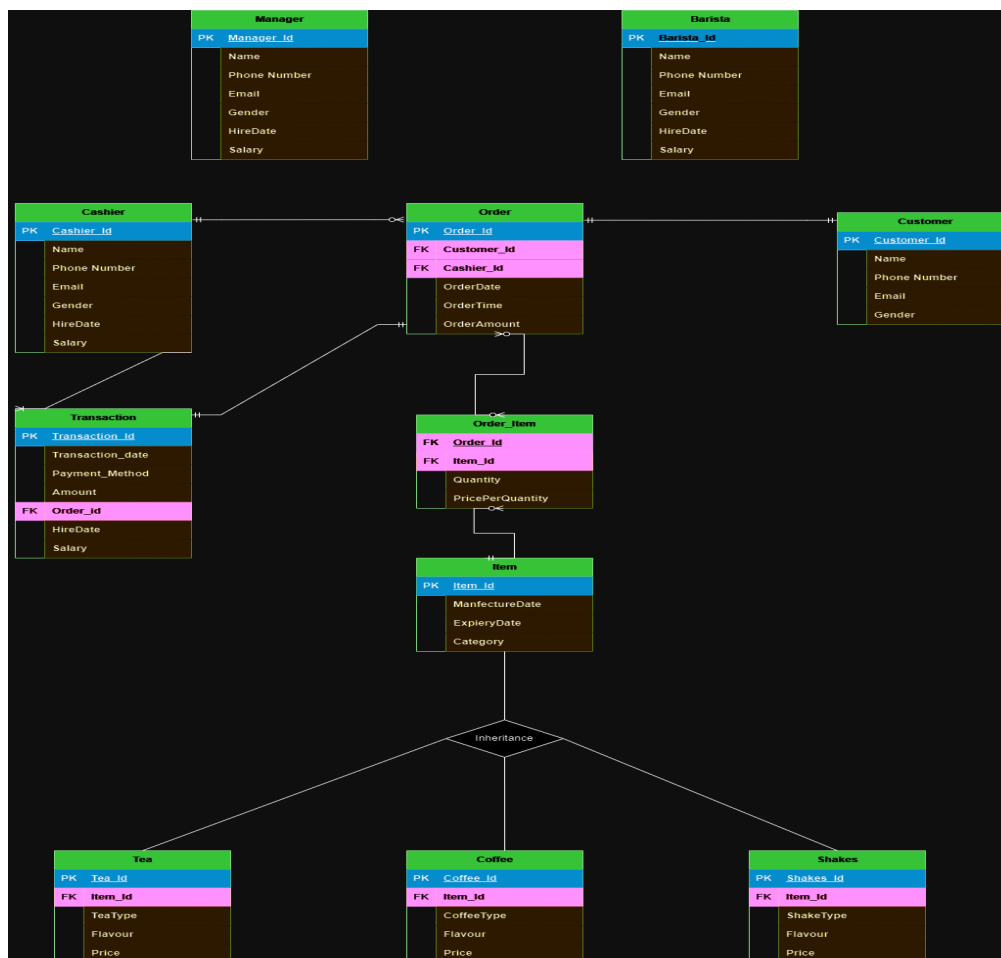 Manager
PK Manager_Id
Name
Phone Number
Email
Gender
HireDate
Salary
Barista
PK Barista_Id
Name
Phone Number
Email
Gender
HireDate
Salary
Cashier
PK Cashier_Id
Name
Phone Number
Email
Gender
HireDate
Salary
Order
PK Order_Id
FK Customer_Id
FK Cashier_Id
OrderDate
OrderTime
OrderAmount
Customer
PK Customer_Id
Name
Phone Number
Email
Gender
Transaction
PK Transaction_Id
Transaction_date
Payment_Method
Amount
FK Order_id
HireDate
Salary
Order_Item
FK Order_Id
FK Item_Id
Quantity
PricePerQuantity
Item
PK Item_Id
ManfectureDate
ExpieryDate
Category
Inheritance
Tea
PK Tea_Id
FK Item_Id
TeaType
Flavour
Price
Coffee
PK Coffee_Id
FK Item_Id
CoffeeType
Flavour
Price
Shakes
PK Shakes_Id
FK Item_Id
ShakeType
Flavour
Price